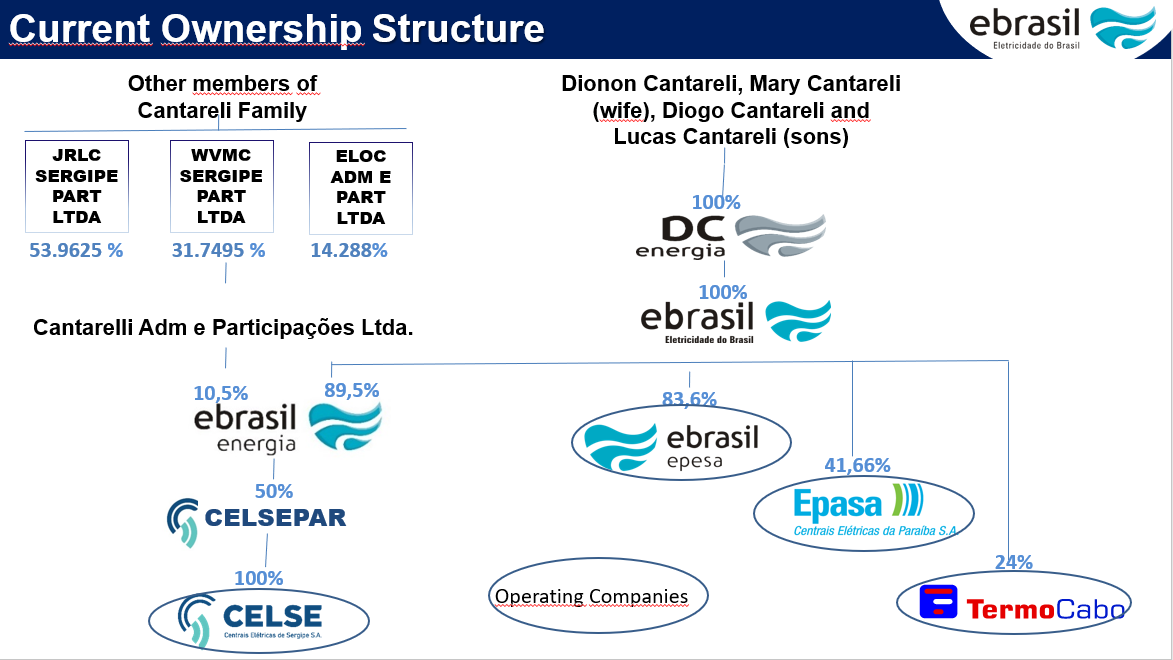 Current Ownership Structure
ebrasil
Eletricidade do Brasil
Other members of
Cantareli Family
JRLC
SERGIPE
PART
LTDA
WVMC
SERGIPE
PART
LTDA
ELOC
ADM E
PART
LTDA
53.9625 %
31.7495 %
14.288%
Cantarelli Adm e Participações Ltda.
Dionon Cantareli, Mary Cantareli
(wife), Diogo Cantareli and
Lucas Cantareli (sons)
100%
DC
energia
100%
ebrasil
Eletricidade do Brasil
10,5%
89,5%
ebrasil
energia
50%
CELSEPAR
100%
CELSE
Centrais Elétricas de Sergipe S.A.
83,6%
ebrasil
epesa
41,66%
Epasa
Centrais Elétricas da Paraíba S.A.
24%
TermoCabo
Operating Companies